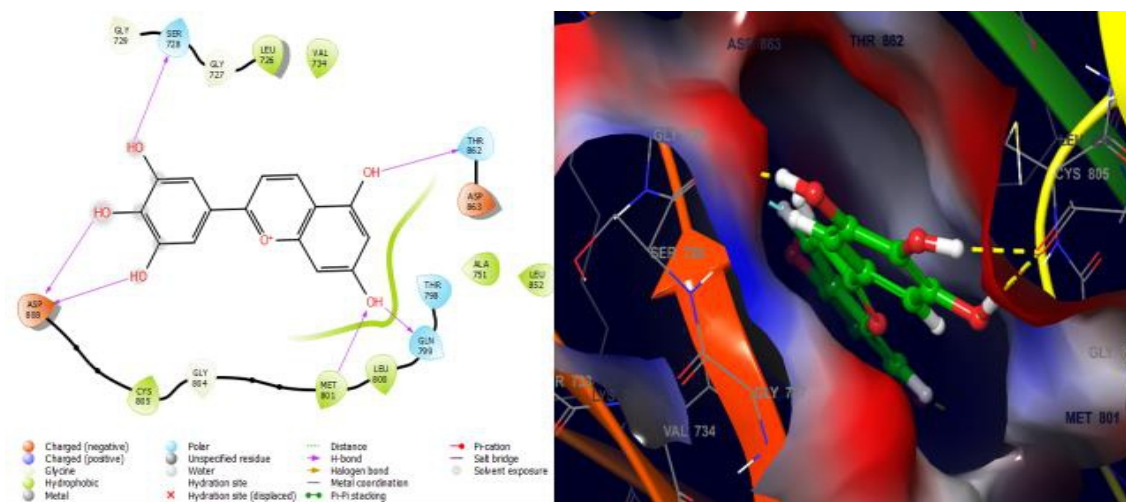 GLY
729
SER
728
GLY
727
LEU
726
VAL
734
HO
OH
THR
862
ASP
863
HO
HO
O+
ALA
751
LEU
852
OH
THR
798
GLN
799
ASP
CYS
805
GLY
804
MET
801
LEU
Charged (negative)
Charged (positive)
Glycine
Hydrophobic
Metal
Polar
Unspecified residue
Water
Hydration site
Hydration site (displaced)
Distance
H-bond
Halogen bond
Metal coordination
Pi-Pi stacking
Pi-cation
Salt bridge
Solvent exposure
ASP 863
THR 862
GLY
CYS 805
SER
GLY
MET 801
VAL 734